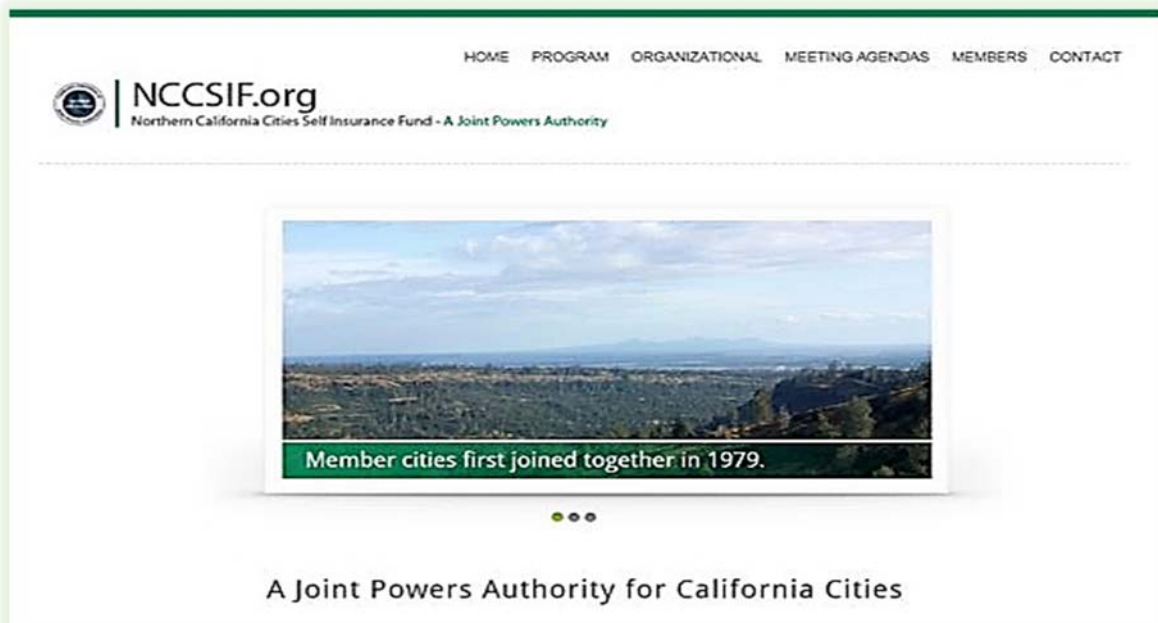 HOME PROGRAM ORGANIZATIONAL MEETING AGENDAS MEMBERS CONTACT
NCCSIF.org
Northern California Cities Self Insurance Fund - A Joint Powers Authority
Member cities first joined together in 1979.
A Joint Powers Authority for California Cities